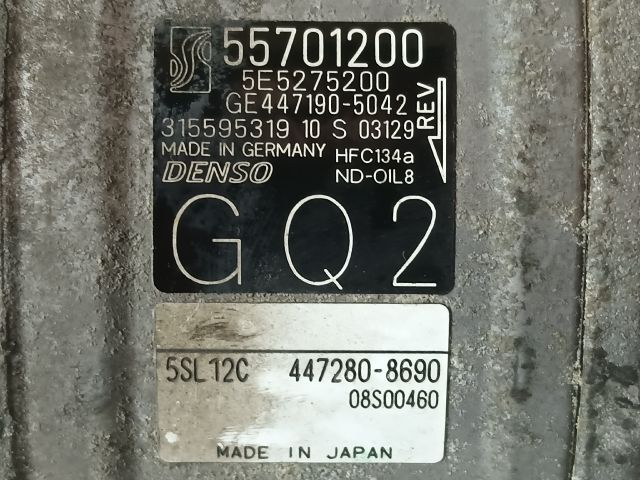 55701200
5E5275200
GE447190-5042
315595319 10 S 03129
REV
MADE IN GERMANY HFC134a
DENSO ND-OIL8
GQ2
5SL12C 447280-8690
08S00460
MADE IN JAPAN